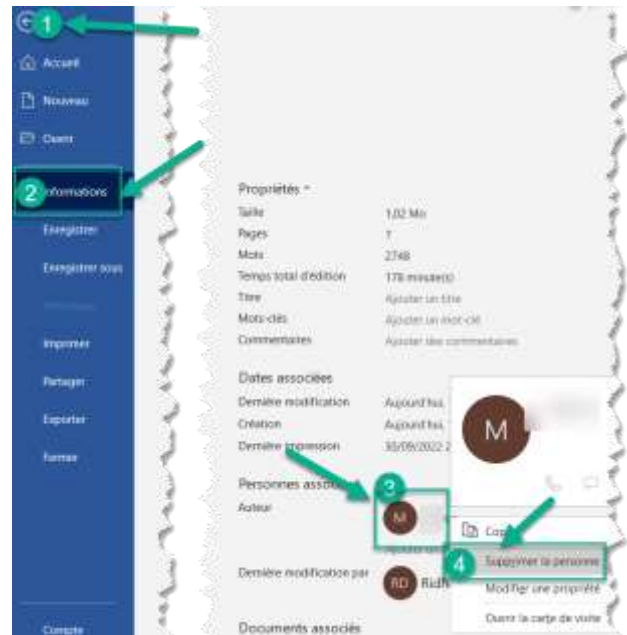 1
Accueil
Nouveau
Ouvrir
2 Informations
Enregistrer
Enregistrer sous
Imprimer
Partager
Exporter
Fermer
Compte
Propriétés
Taille 1,02 Mo
Pages 7
Mots 2748
Temps total d'édition 178 minute(s)
Titre Ajouter un titre
Mots-clés Ajouter un mot-clé
Commentaires Ajouter des commentaires
Dates associées
Dernière modification Aujourd'hui,
Création Aujourd'hui,
Dernière impression 30/09/2022 2
Personnes
3
Auteur M
Dernière modification par RD
Documents associés
M
4 Supprimer la personne
Modifier une propriété
Ouvrir la carte de visite